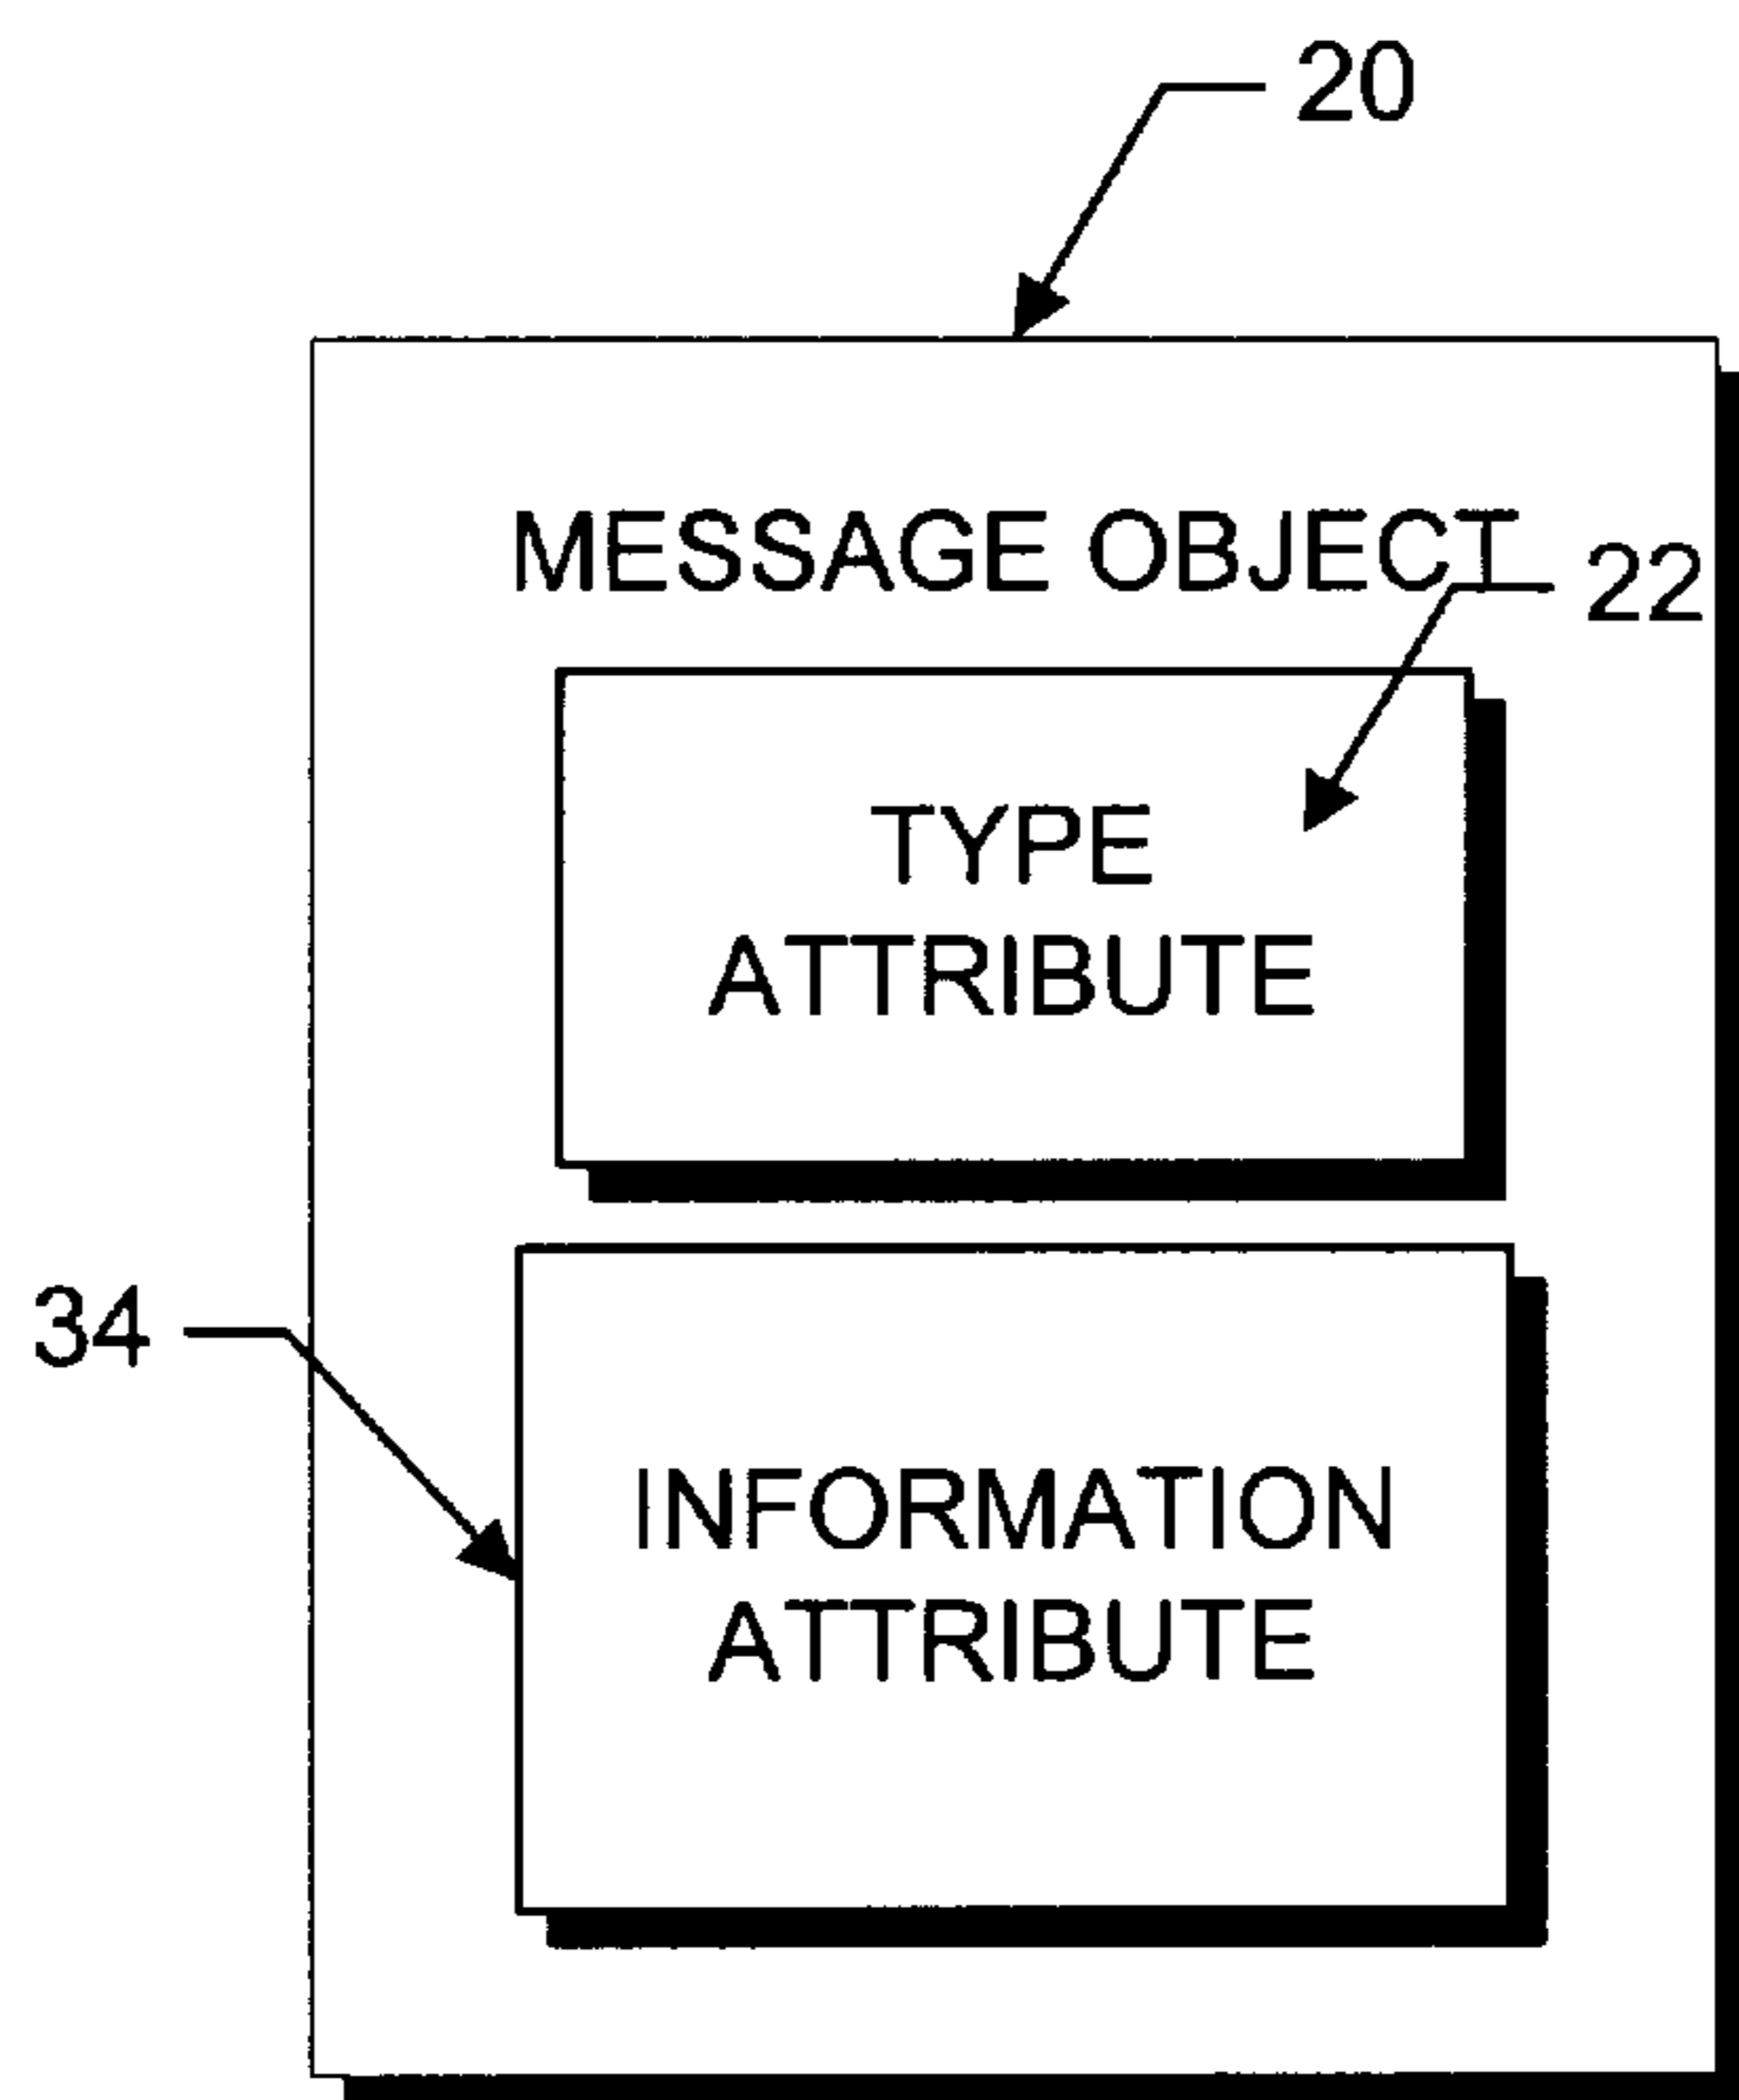 20
MESSAGE OBJECT
22
TYPE
ATTRIBUTE
34
INFORMATION
ATTRIBUTE